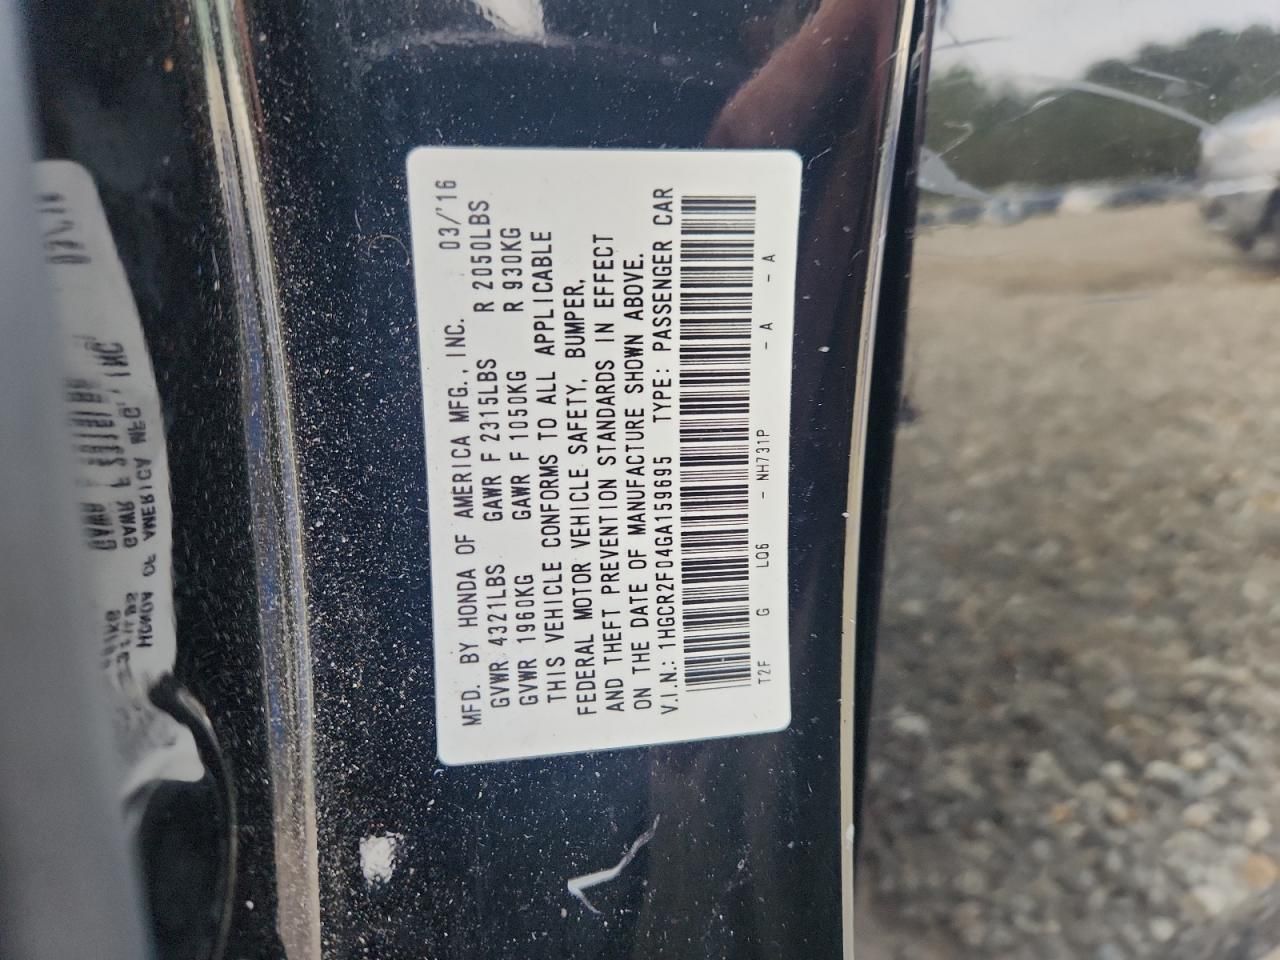 MFD. BY HONDA OF AMERICA MFG., INC. 03/'16
GVWR 4321LBS GAWR F 2315LBS R 2050LBS
GVWR 1960KG GAWR F 1050KG R 930KG
THIS VEHICLE CONFORMS TO ALL APPLICABLE
FEDERAL MOTOR VEHICLE SAFETY, BUMPER,
AND THEFT PREVENTION STANDARDS IN EFFECT
ON THE DATE OF MANUFACTURE SHOWN ABOVE.
V.I.N.: 1HGCR2F04GA159695 TYPE: PASSENGER CAR
T2F G L06 - NH731P - A - A